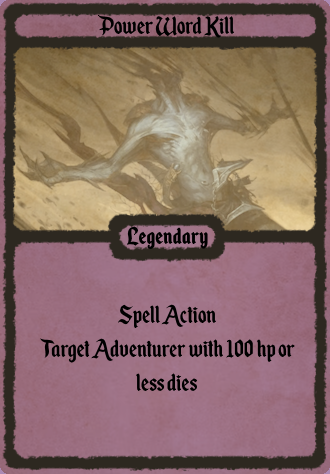 Power Word Kill
Legendary
Spell Action
Target Adventurer with 100 hp or
less dies